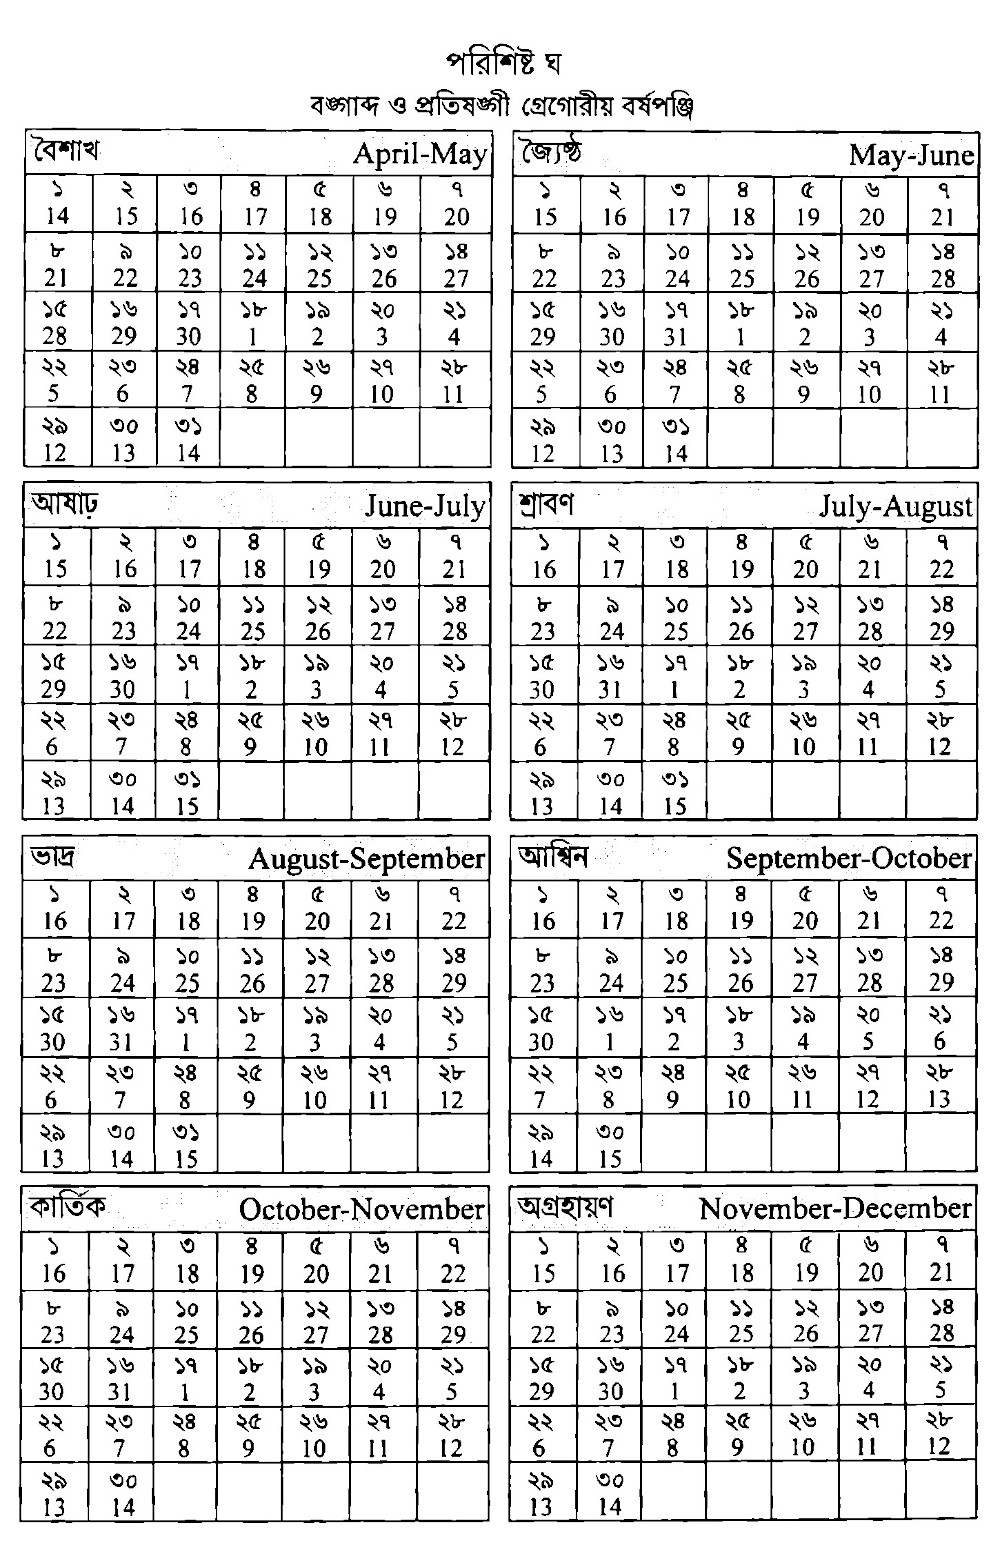 পরিশিষ্ট ঘ
বঙ্গাব্দ ও প্রতিষঙ্গী গ্রেগোরীয় বর্ষপঞ্জি
বৈশাখ April-May
১ ২ ৩ ৪ ৫ ৬ ৭
14 15 16 17 18 19 20
৮ ৯ ১০ ১১ ১২ ১৩ ১৪
21 22 23 24 25 26 27
১৫ ১৬ ১৭ ১৮ ১৯ ২০ ২১
28 29 30 1 2 3 4
২২ ২৩ ২৪ ২৫ ২৬ ২৭ ২৮
5 6 7 8 9 10 11
২৯ ৩০ ৩১
12 13 14
জ্যৈষ্ঠ May-June
১ ২ ৩ ৪ ৫ ৬ ৭
15 16 17 18 19 20 21
৮ ৯ ১০ ১১ ১২ ১৩ ১৪
22 23 24 25 26 27 28
১৫ ১৬ ১৭ ১৮ ১৯ ২০ ২১
29 30 31 1 2 3 4
২২ ২৩ ২৪ ২৫ ২৬ ২৭ ২৮
5 6 7 8 9 10 11
২৯ ৩০ ৩১
12 13 14
আষাঢ় June-July
১ ২ ৩ ৪ ৫ ৬ ৭
15 16 17 18 19 20 21
৮ ৯ ১০ ১১ ১২ ১৩ ১৪
22 23 24 25 26 27 28
১৫ ১৬ ১৭ ১৮ ১৯ ২০ ২১
29 30 1 2 3 4 5
২২ ২৩ ২৪ ২৫ ২৬ ২৭ ২৮
6 7 8 9 10 11 12
২৯ ৩০ ৩১
13 14 15
শ্রাবণ July-August
১ ২ ৩ ৪ ৫ ৬ ৭
16 17 18 19 20 21 22
৮ ৯ ১০ ১১ ১২ ১৩ ১৪
23 24 25 26 27 28 29
১৫ ১৬ ১৭ ১৮ ১৯ ২০ ২১
30 31 1 2 3 4 5
২২ ২৩ ২৪ ২৫ ২৬ ২৭ ২৮
6 7 8 9 10 11 12
২৯ ৩০ ৩১
13 14 15
ভাদ্র August-September
১ ২ ৩ ৪ ৫ ৬ ৭
16 17 18 19 20 21 22
৮ ৯ ১০ ১১ ১২ ১৩ ১৪
23 24 25 26 27 28 29
১৫ ১৬ ১৭ ১৮ ১৯ ২০ ২১
30 31 1 2 3 4 5
২২ ২৩ ২৪ ২৫ ২৬ ২৭ ২৮
6 7 8 9 10 11 12
২৯ ৩০ ৩১
13 14 15
আশ্বিন September-October
১ ২ ৩ ৪ ৫ ৬ ৭
16 17 18 19 20 21 22
৮ ৯ ১০ ১১ ১২ ১৩ ১৪
23 24 25 26 27 28 29
১৫ ১৬ ১৭ ১৮ ১৯ ২০ ২১
30 1 2 3 4 5 6
২২ ২৩ ২৪ ২৫ ২৬ ২৭ ২৮
7 8 9 10 11 12 13
২৯ ৩০
14 15
কার্তিক October-November
১ ২ ৩ ৪ ৫ ৬ ৭
16 17 18 19 20 21 22
৮ ৯ ১০ ১১ ১২ ১৩ ১৪
23 24 25 26 27 28 29
১৫ ১৬ ১৭ ১৮ ১৯ ২০ ২১
30 31 1 2 3 4 5
২২ ২৩ ২৪ ২৫ ২৬ ২৭ ২৮
6 7 8 9 10 11 12
২৯ ৩০
13 14
অগ্রহায়ণ November-December
১ ২ ৩ ৪ ৫ ৬ ৭
15 16 17 18 19 20 21
৮ ৯ ১০ ১১ ১২ ১৩ ১৪
22 23 24 25 26 27 28
১৫ ১৬ ১৭ ১৮ ১৯ ২০ ২১
29 30 1 2 3 4 5
২২ ২৩ ২৪ ২৫ ২৬ ২৭ ২৮
6 7 8 9 10 11 12
২৯ ৩০
13 14